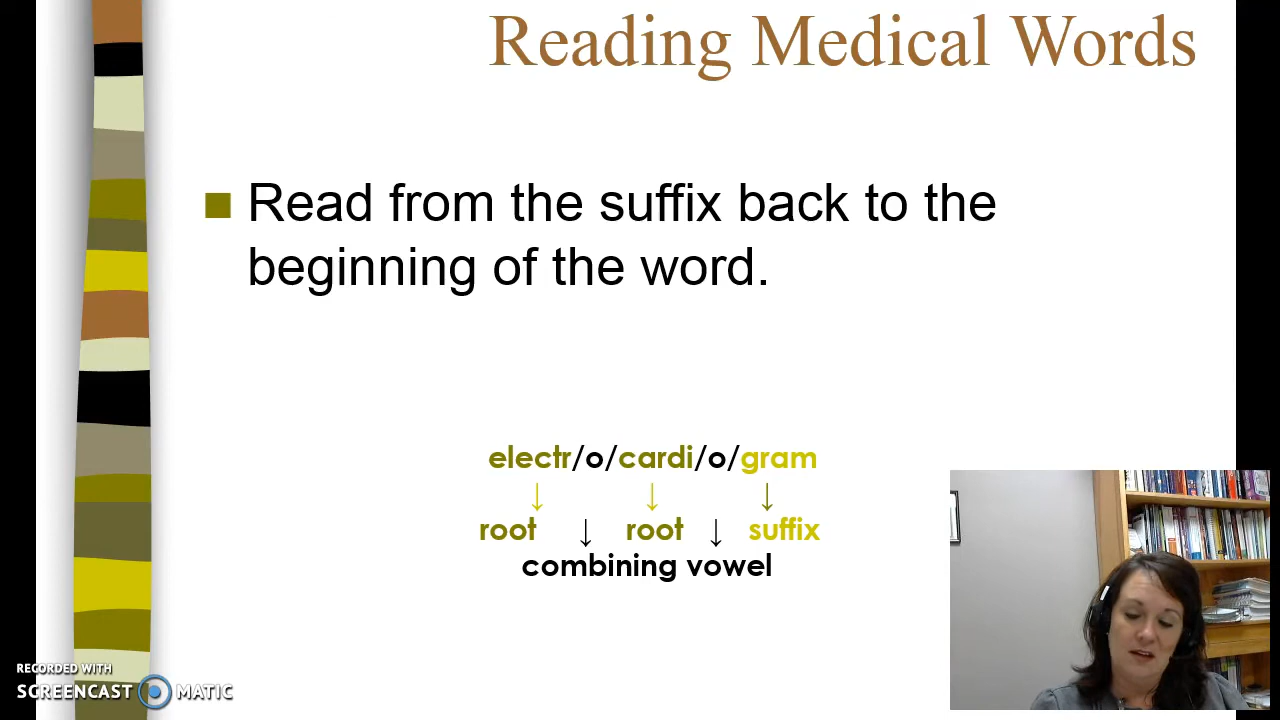 Reading Medical Words
Read from the suffix back to the
beginning of the word.
electr/o/cardi/o/gram
↓ ↓ ↓
root ↓ root ↓ suffix
combining vowel
RECORDED WITH
SCREENCAST MATIC